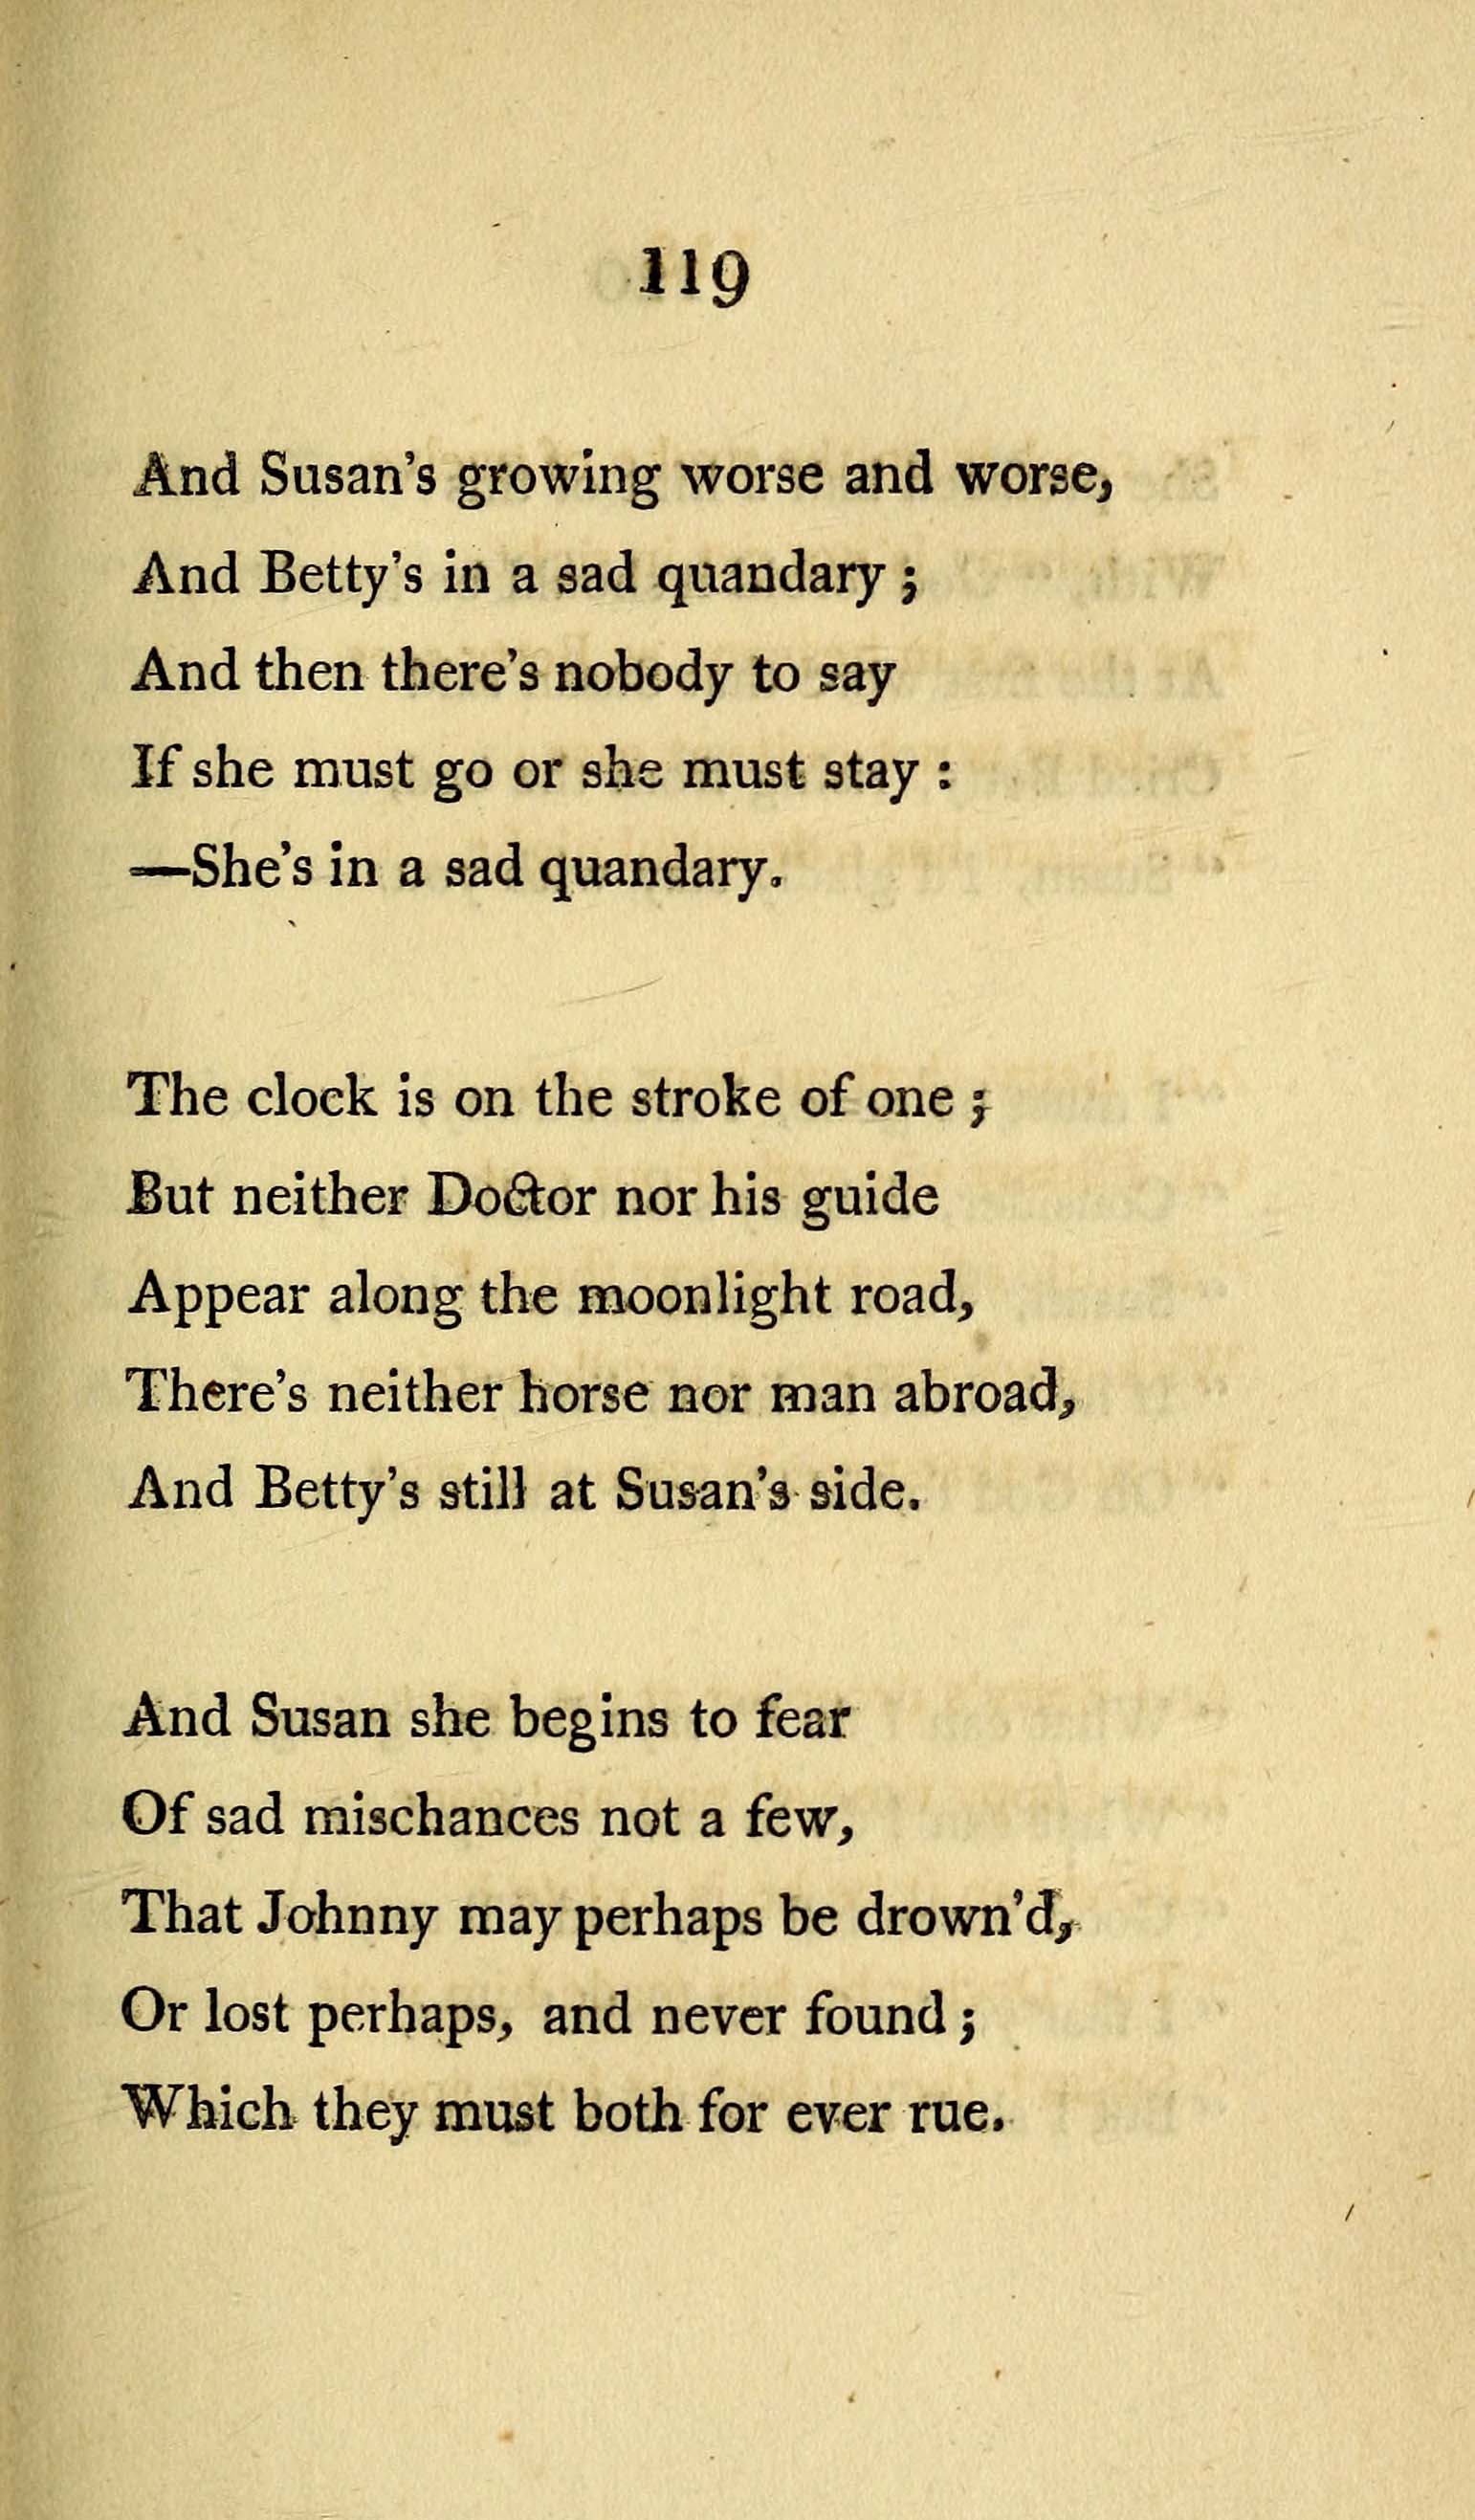 119
And Susan's growing worse and worse,
And Betty's in a sad quandary ;
And then there's nobody to say
If she must go or she must stay :
—She's in a sad quandary.
The clock is on the stroke of one ;
But neither Doctor nor his guide
Appear along the moonlight road,
There's neither horse nor man abroad,
And Betty's still at Susan's side.
And Susan she begins to fear
Of sad mischances not a few,
That Johnny may perhaps be drown'd,
Or lost perhaps, and never found ;
Which they must both for ever rue.